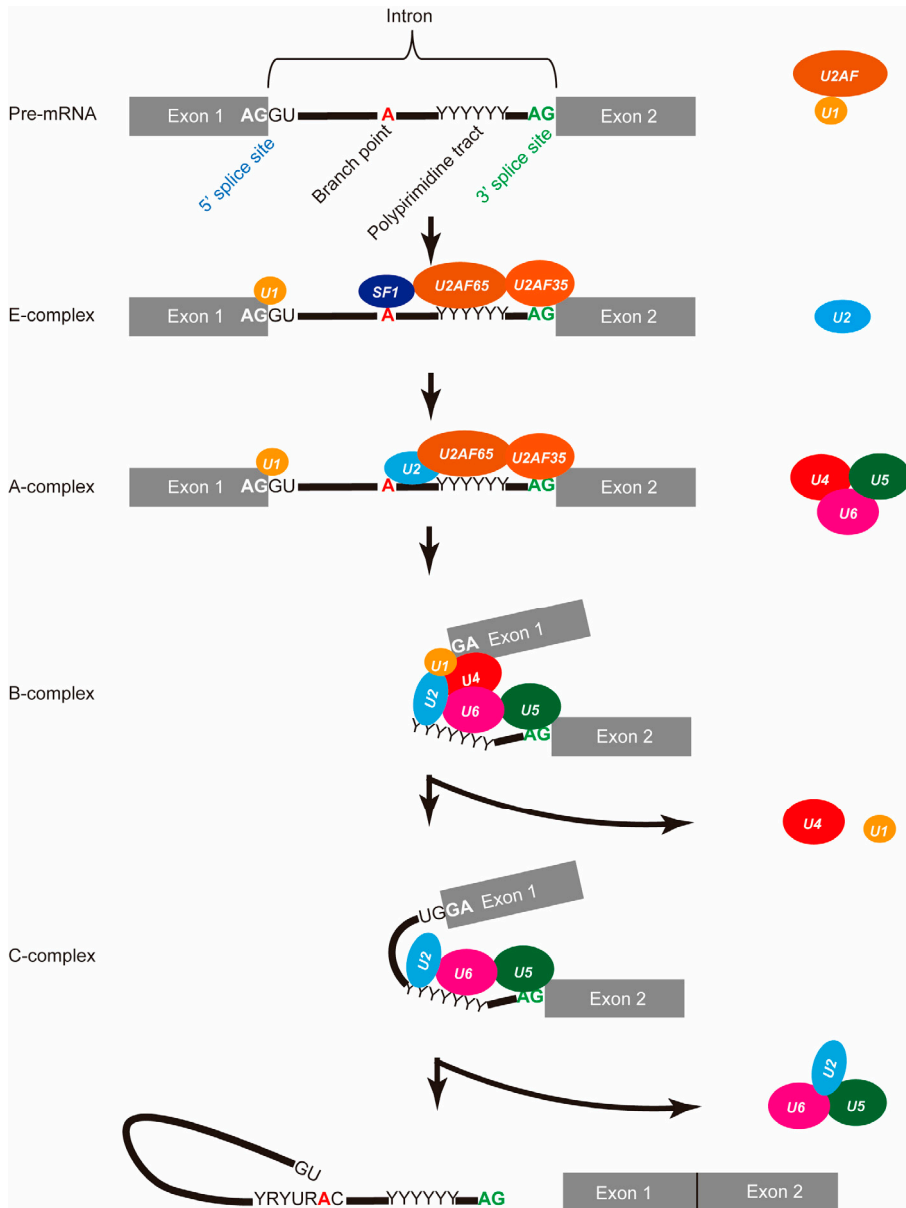 Intron
U2AF
Pre-mRNA Exon 1 AGGU A YYYYYY AG Exon 2 U1
5' splice site
Branch point
Polypirimidine tract
3' splice site
U1 SF1 U2AF65 U2AF35
E-complex Exon 1 AGGU A YYYYYY AG Exon 2 U2
U1 U2 U2AF65 U2AF35
A-complex Exon 1 AGGU A YYYYYY AG Exon 2 U4 U5
U6
GA Exon 1
B-complex U1 U4
U2 U6 U5
YYYYYYY AG Exon 2
U4 U1
UGGA Exon 1
C-complex U2 U6 U5
YYYYYYY AG Exon 2
U2
U6 U5
GU
YRYURAC YYYYYY AG Exon 1 Exon 2